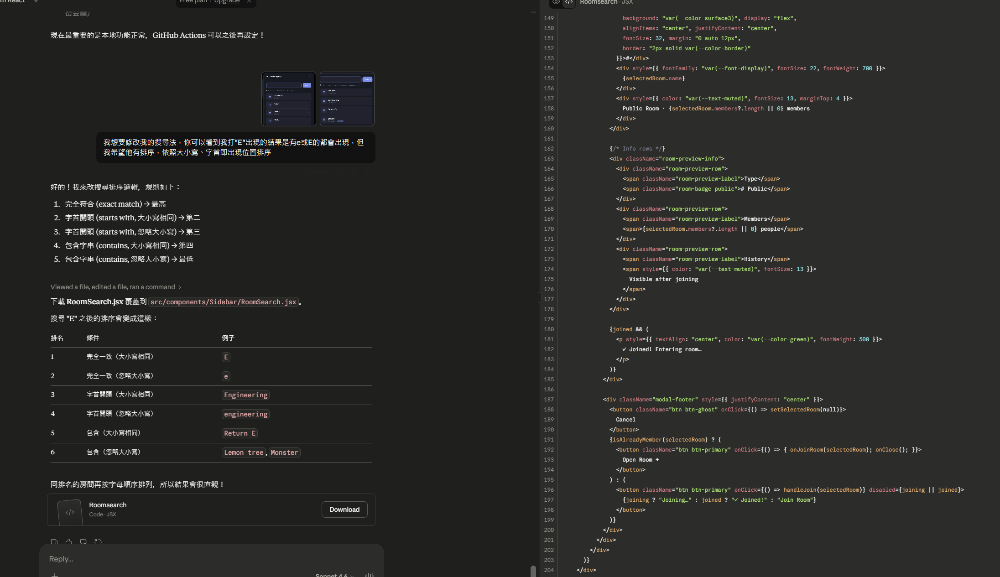 Free plan · Upgrade
Roomsearch · JSX
現在最重要的是本地功能正常，GitHub Actions 可以之後再設定！
我想要修改我的搜尋法，你可以看到我打"E"出現的結果是有e或E的都會出現，但
我希望他有排序，依照大小寫、字首即出現位置排序
好的！我來改搜尋排序邏輯，規則如下：
1. 完全符合 (exact match) → 最高
2. 字首開頭 (starts with, 大小寫相同) → 第二
3. 字首開頭 (starts with, 忽略大小寫) → 第三
4. 包含字串 (contains, 大小寫相同) → 第四
5. 包含字串 (contains, 忽略大小寫) → 最低
Viewed a file, edited a file, ran a command >
下載 RoomSearch.jsx 覆蓋到 src/components/Sidebar/RoomSearch.jsx。
搜尋 "E" 之後的排序會變成這樣：
排名 條件 例子
1 完全一致（大小寫相同） E
2 完全一致（忽略大小寫） e
3 字首開頭（大小寫相同） Engineering
4 字首開頭（忽略大小寫） engineering
5 包含（大小寫相同） Return E
6 包含（忽略大小寫） Lemon tree, Monster
同排名的房間再按字母順序排列，所以結果會很直觀！
Roomsearch
Code · JSX
Download
Reply...
Sonnet 4.6
149 background: "var(--color-surface3)", display: "flex",
150 alignItems: "center", justifyContent: "center",
151 fontSize: 32, margin: "0 auto 12px",
152 border: "2px solid var(--color-border)"
153 }}>#</div>
154 <div style={{ fontFamily: "var(--font-display)", fontSize: 22, fontWeight: 700 }}>
155 {selectedRoom.name}
156 </div>
157 <div style={{ color: "var(--text-muted)", fontSize: 13, marginTop: 4 }}>
158 Public Room · {selectedRoom.members?.length || 0} members
159 </div>
160 </div>
161
162 {/* Info rows */}
163 <div className="room-preview-info">
164 <div className="room-preview-row">
165 <span className="room-preview-label">Type</span>
166 <span className="room-badge public"># Public</span>
167 </div>
168 <div className="room-preview-row">
169 <span className="room-preview-label">Members</span>
170 <span>{selectedRoom.members?.length || 0} people</span>
171 </div>
172 <div className="room-preview-row">
173 <span className="room-preview-label">History</span>
174 <span style={{ color: "var(--text-muted)", fontSize: 13 }}>
175 Visible after joining
176 </span>
177 </div>
178 </div>
179
180 {joined && (
181 <p style={{ textAlign: "center", color: "var(--color-green)", fontWeight: 500 }}>
182 ✓ Joined! Entering room…
183 </p>
184 )}
185 </div>
186
187 <div className="modal-footer" style={{ justifyContent: "center" }}>
188 <button className="btn btn-ghost" onClick={() => setSelectedRoom(null)}>
189 Cancel
190 </button>
191 {isAlreadyMember(selectedRoom) ? (
192 <button className="btn btn-primary" onClick={() => { onJoinRoom(selectedRoom); onClose(); }}>
193 Open Room →
194 </button>
195 ) : (
196 <button className="btn btn-primary" onClick={() => handleJoin(selectedRoom)} disabled={joining || joined}>
197 {joining ? "Joining…" : joined ? "✓ Joined!" : "Join Room"}
198 </button>
199 )}
200 </div>
201 </div>
202 </div>
203 )}
204 </div>